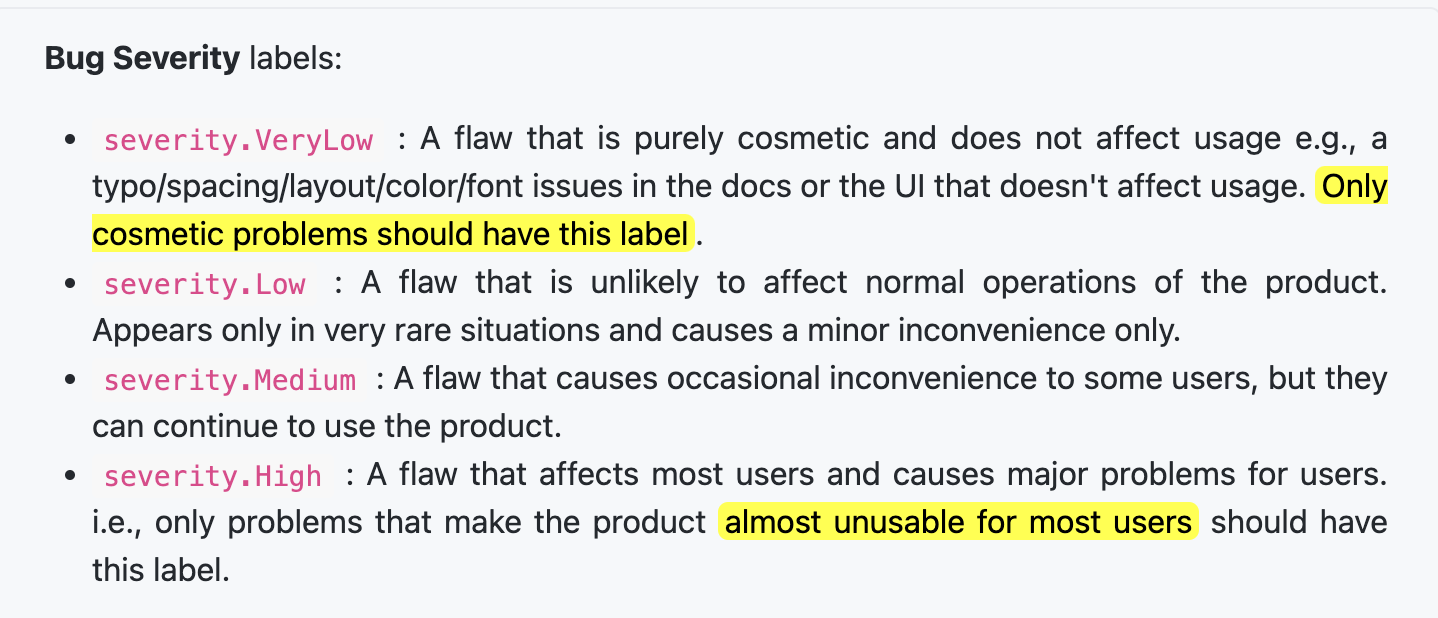 Bug Severity labels:
• severity.VeryLow : A flaw that is purely cosmetic and does not affect usage e.g., a
typo/spacing/layout/color/font issues in the docs or the UI that doesn't affect usage. Only
cosmetic problems should have this label.
• severity.Low : A flaw that is unlikely to affect normal operations of the product.
Appears only in very rare situations and causes a minor inconvenience only.
• severity.Medium : A flaw that causes occasional inconvenience to some users, but they
can continue to use the product.
• severity.High : A flaw that affects most users and causes major problems for users.
i.e., only problems that make the product almost unusable for most users should have
this label.